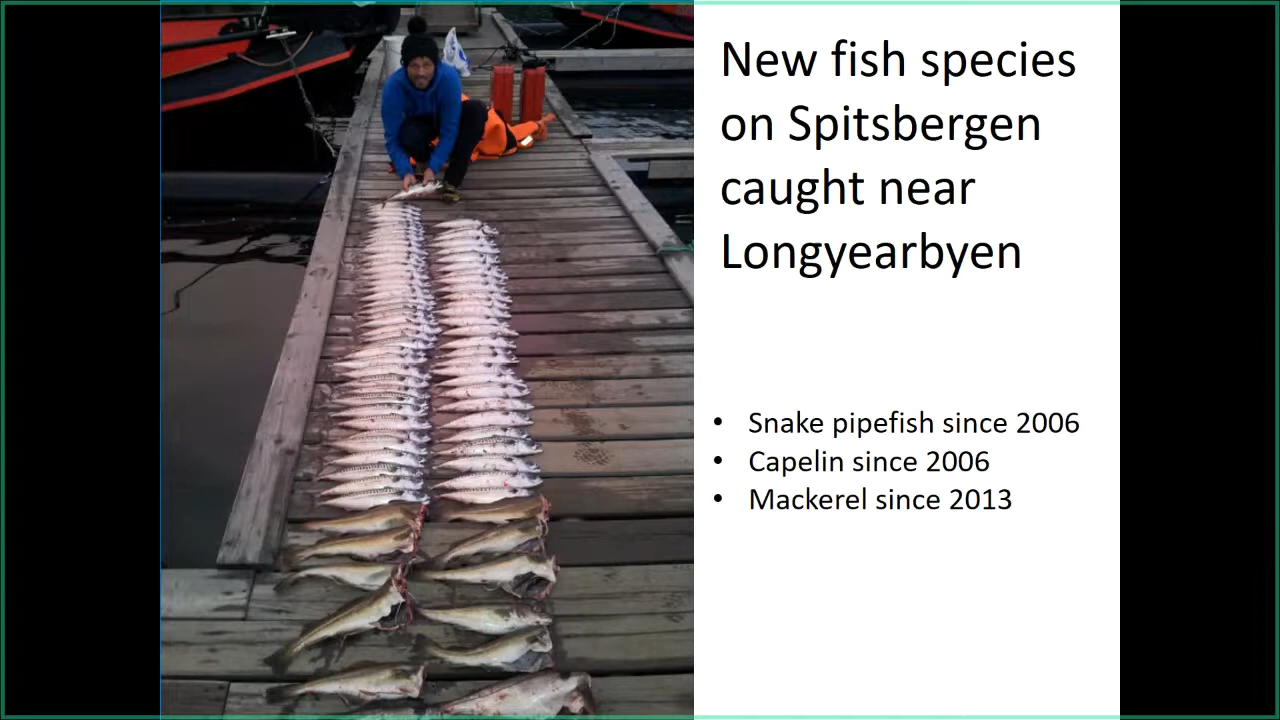 New fish species
on Spitsbergen
caught near
Longyearbyen
• Snake pipefish since 2006
• Capelin since 2006
• Mackerel since 2013